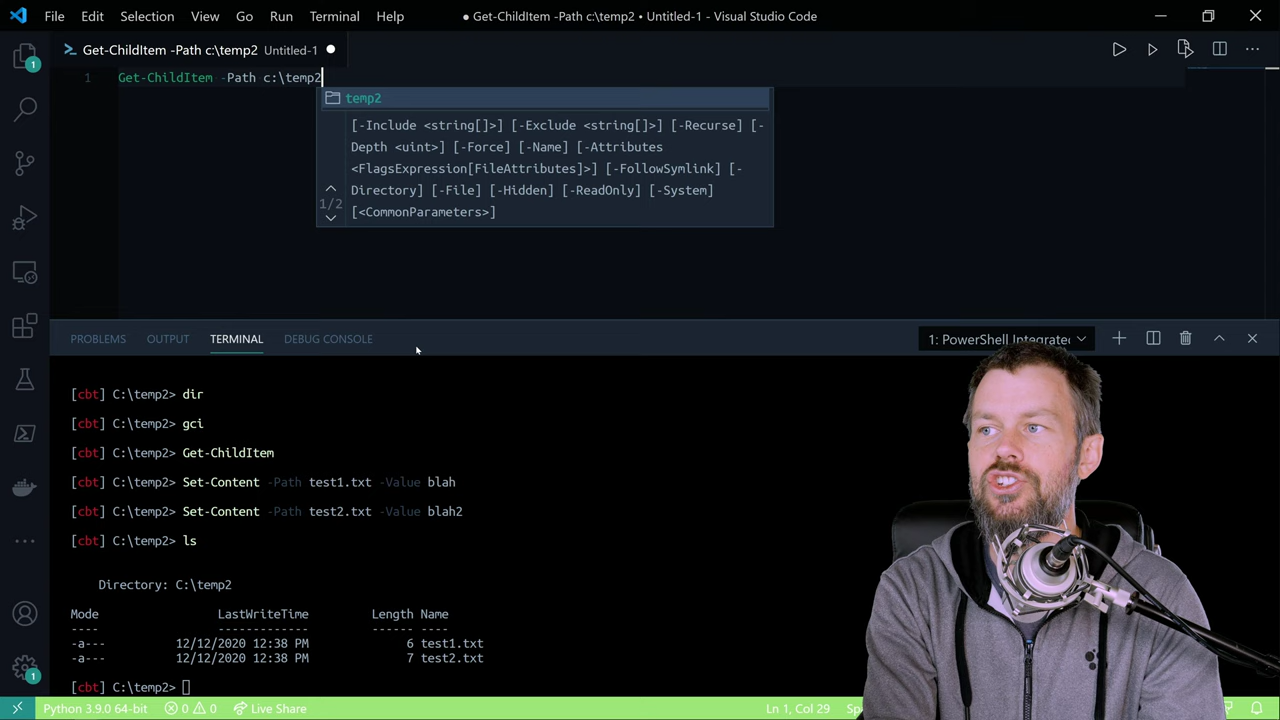 File Edit Selection View Go Run Terminal Help
● Get-ChildItem -Path c:\temp2 • Untitled-1 - Visual Studio Code
Get-ChildItem -Path c:\temp2 Untitled-1
1 Get-ChildItem -Path c:\temp2
temp2
[-Include <string[]>] [-Exclude <string[]>] [-Recurse] [-
Depth <uint>] [-Force] [-Name] [-Attributes
<FlagsExpression[FileAttributes]>] [-FollowSymlink] [-
Directory] [-File] [-Hidden] [-ReadOnly] [-System]
[<CommonParameters>]
1/2
PROBLEMS OUTPUT TERMINAL DEBUG CONSOLE
1: PowerShell Integrate
[cbt] C:\temp2> dir
[cbt] C:\temp2> gci
[cbt] C:\temp2> Get-ChildItem
[cbt] C:\temp2> Set-Content -Path test1.txt -Value blah
[cbt] C:\temp2> Set-Content -Path test2.txt -Value blah2
[cbt] C:\temp2> ls
Directory: C:\temp2
Mode LastWriteTime Length Name
---- ------------- ------ ----
-a--- 12/12/2020 12:38 PM 6 test1.txt
-a--- 12/12/2020 12:38 PM 7 test2.txt
[cbt] C:\temp2>
1
1
Python 3.9.0 64-bit 0 0 Live Share
Ln 1, Col 29